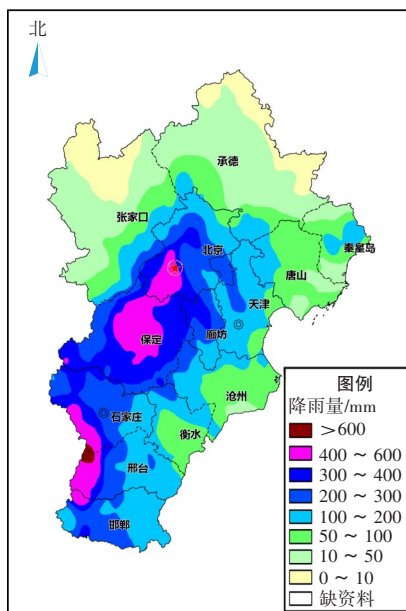 北
承德
张家口
北京
秦皇岛
唐山
天津
保定
廊坊
沧州
石家庄
衡水
邢台
邯郸
图例
降雨量/mm
>600
400～600
300～400
200～300
100～200
50～100
10～50
0～10
缺资料